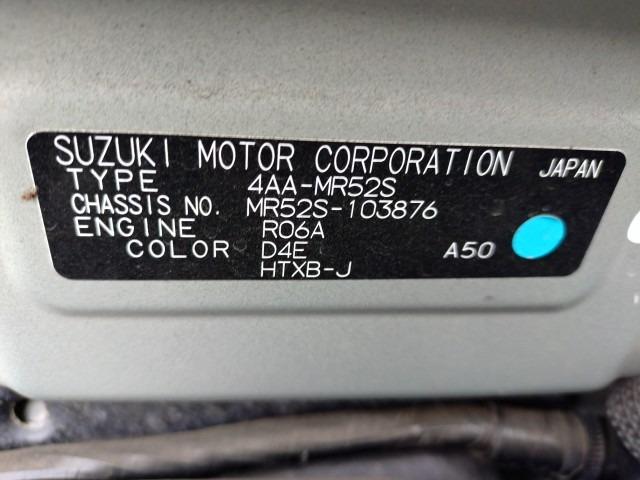 SUZUKI MOTOR CORPORATION JAPAN
TYPE 4AA-MR52S
CHASSIS NO. MR52S-103876
ENGINE R06A
COLOR D4E A50
HTXB-J